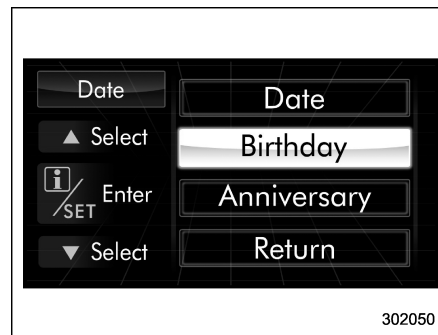 Date
▲ Select
i/SET Enter
▼ Select
Date
Birthday
Anniversary
Return
302050